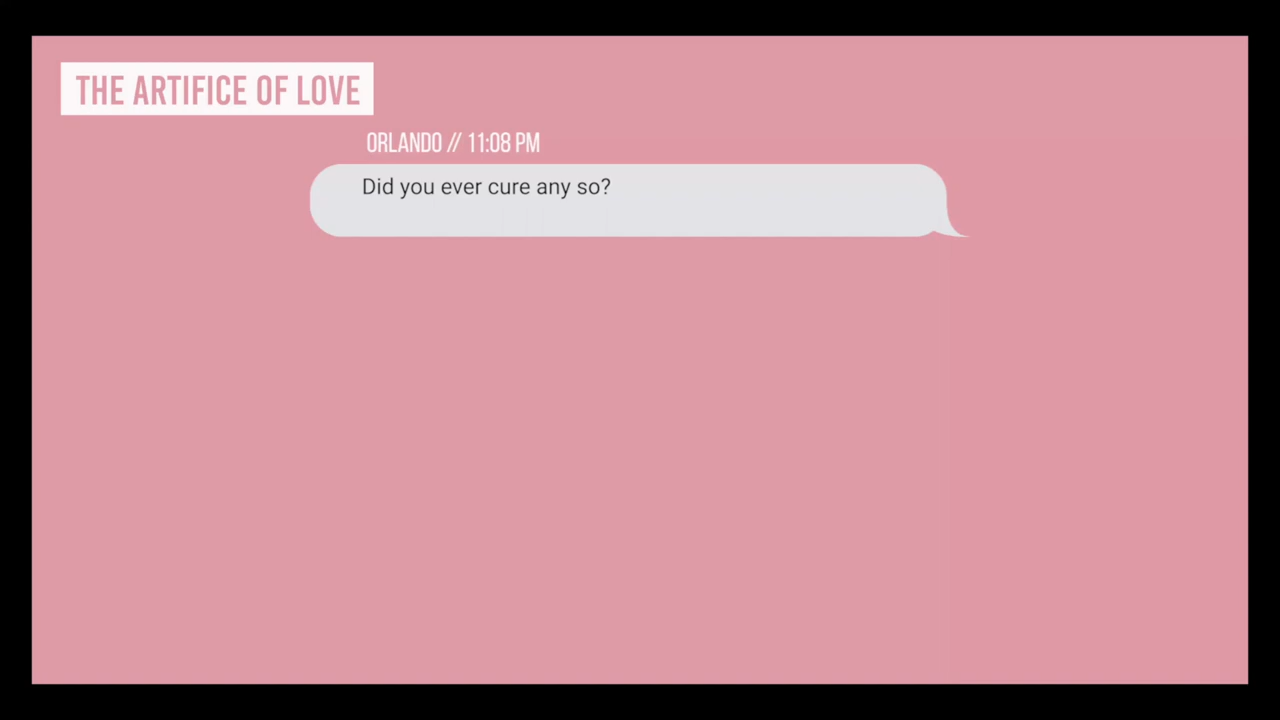 THE ARTIFICE OF LOVE
ORLANDO // 11:08 PM
Did you ever cure any so?